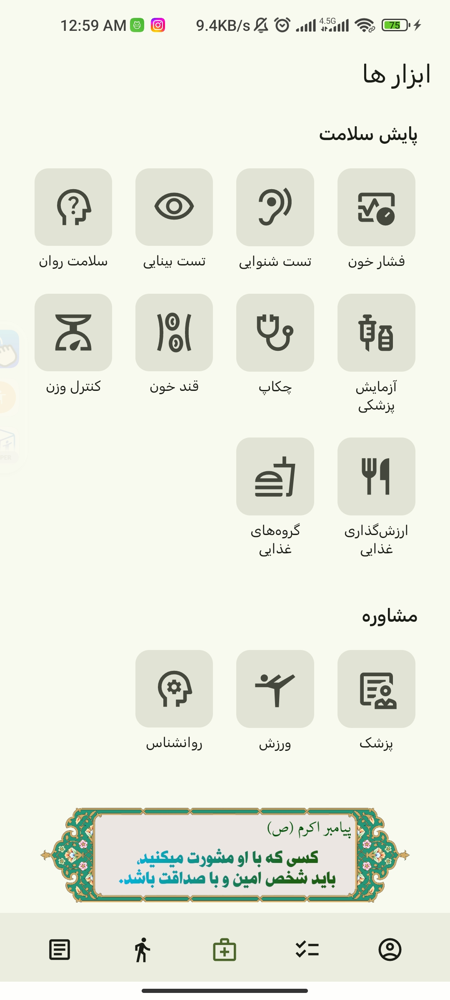 12:59 AM 9.4KB/s 4.5G 75
ابزار ها
پایش سلامت
فشار خون
تست شنوایی
تست بینایی
سلامت روان
آزمایش
پزشکی
چکاپ
قند خون
کنترل وزن
ارزش‌گذاری
غذایی
گروه‌های
غذایی
PER
مشاوره
پزشک
ورزش
روانشناس
پیامبر اکرم (ص)
کسی که با او مشورت میکنید،
باید شخص امین و با صداقت باشد.